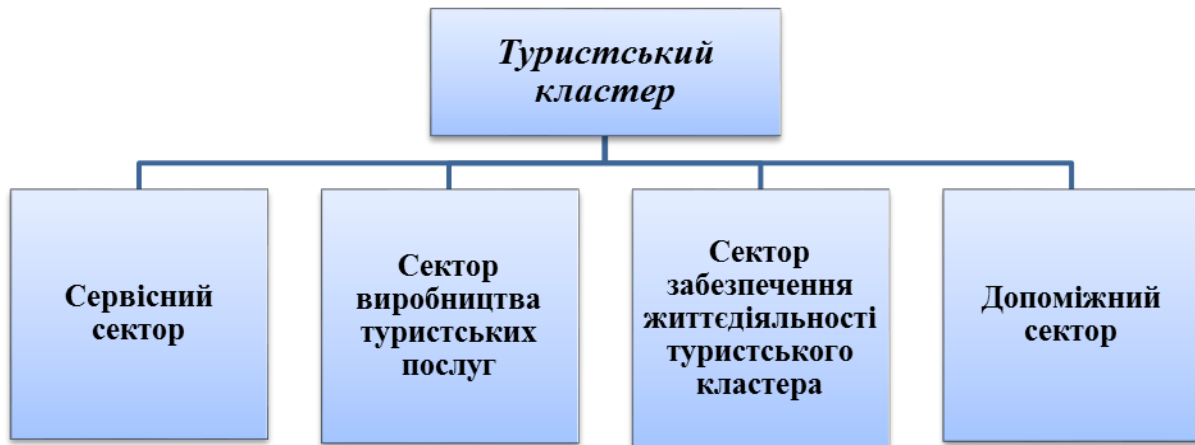 Туристський
кластер
Сервісний
сектор
Сектор
виробництва
туристських
послуг
Сектор
забезпечення
життєдіяльності
туристського
кластера
Допоміжний
сектор